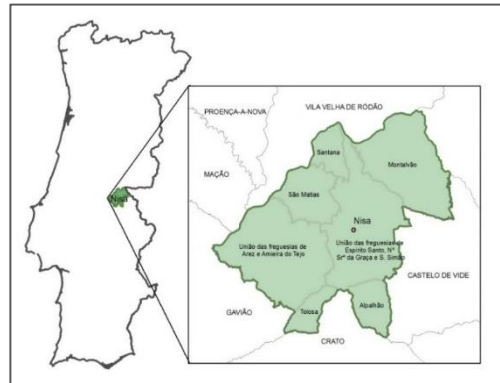 Nisa
PROENÇA-A-NOVA
VILA VELHA DE RÓDÃO
Santana
Montalvão
MAÇÃO
São Matias
Nisa
União das freguesias de
Arez e Amieira do Tejo
União das freguesias de
Espírito Santo, Nª
Srª da Graça e S. Simão
CASTELO DE VIDE
GAVIÃO
Tolosa
Alpalhão
CRATO